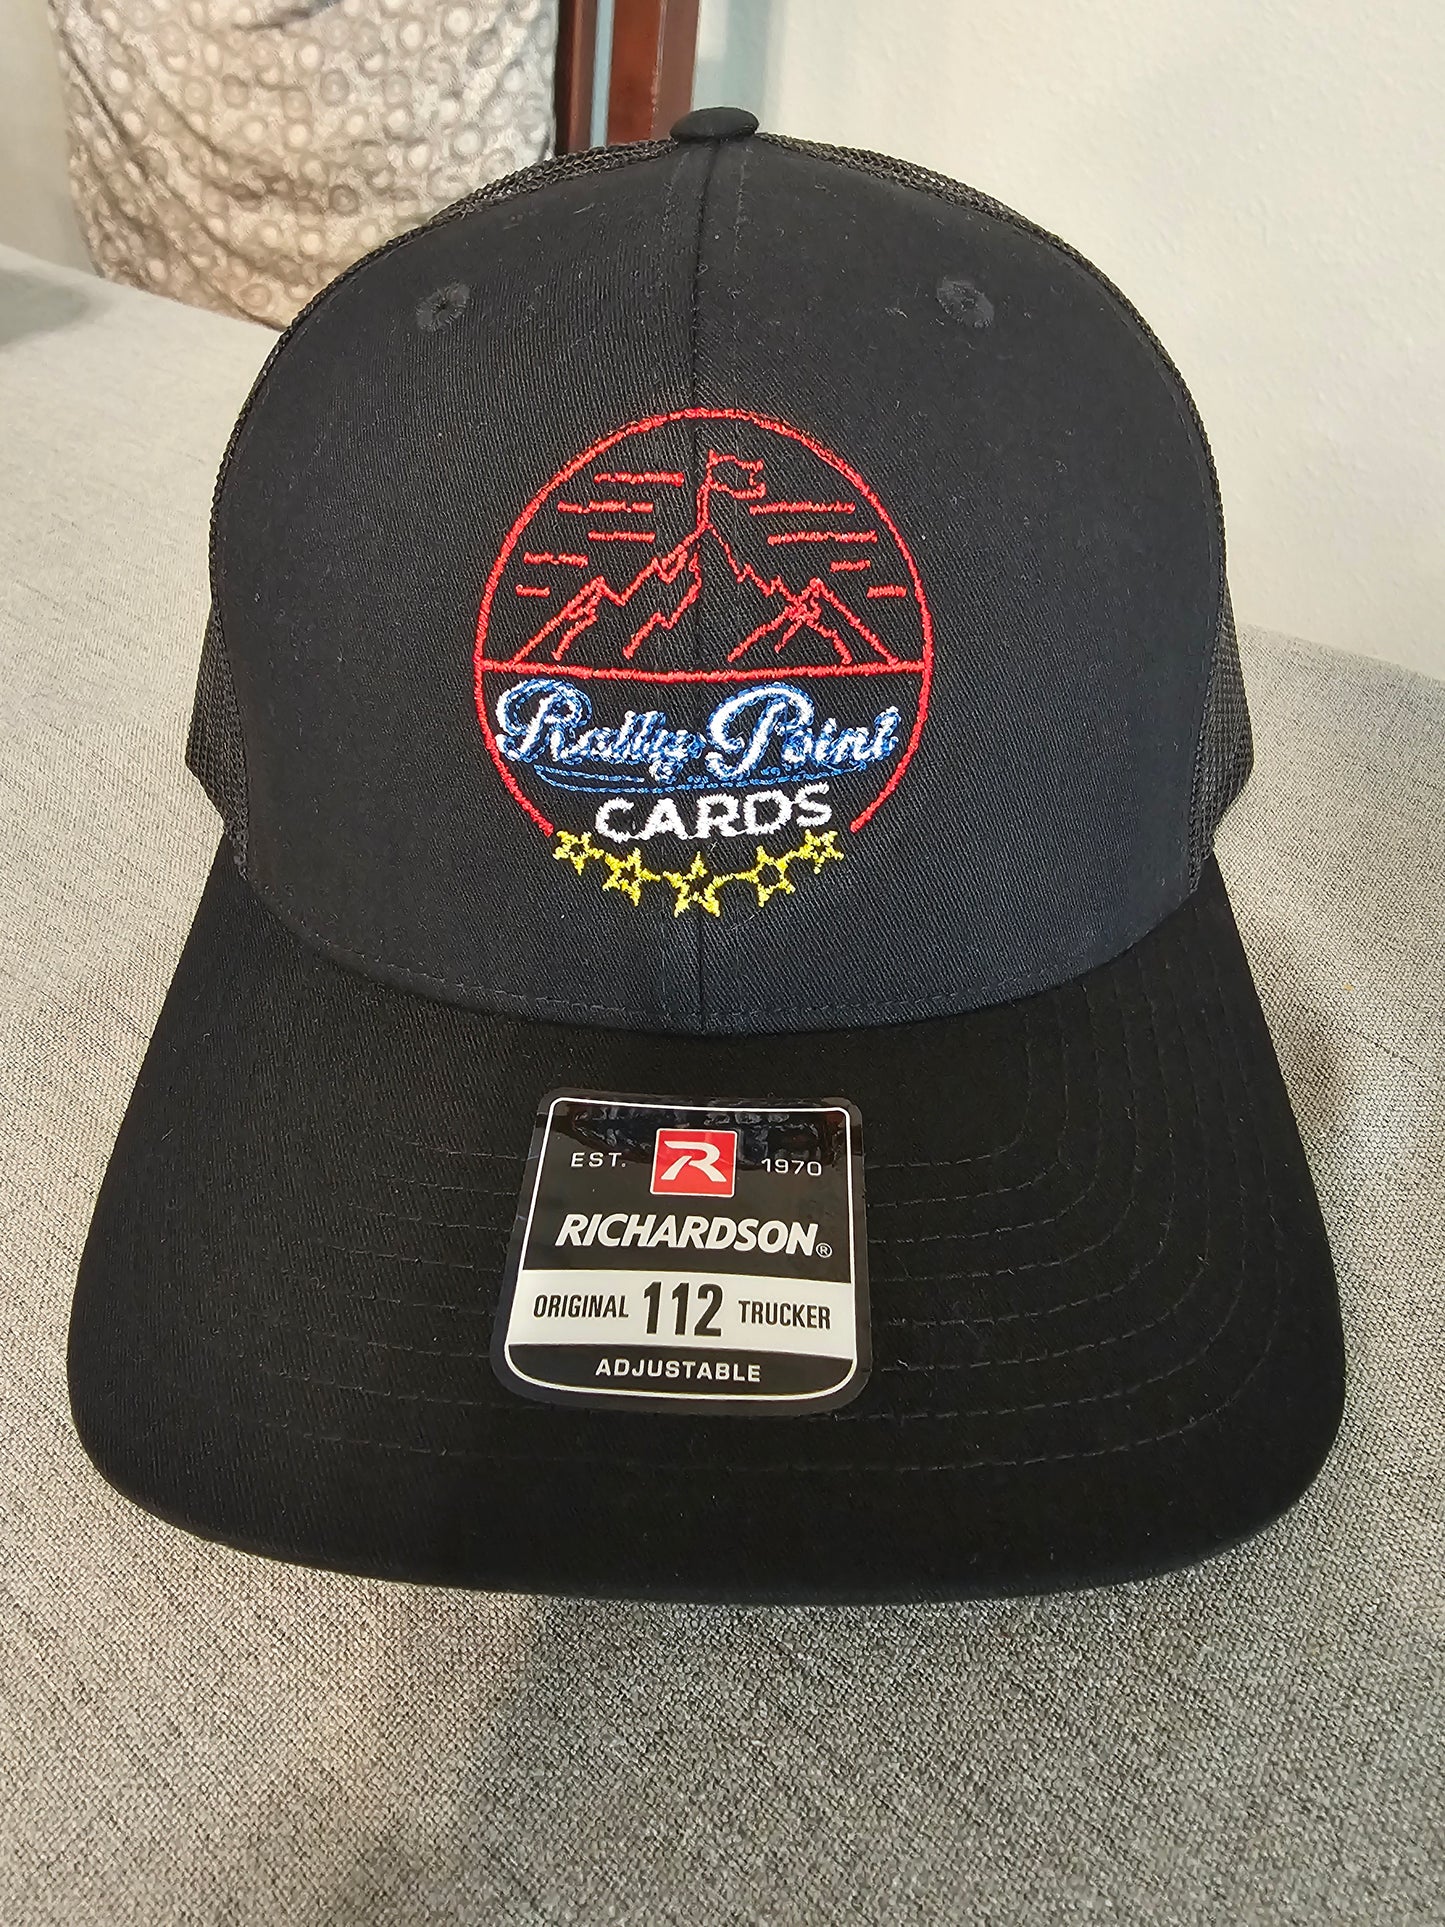 Rally Point
CARDS
EST. R 1970
RICHARDSON®
ORIGINAL 112 TRUCKER
ADJUSTABLE